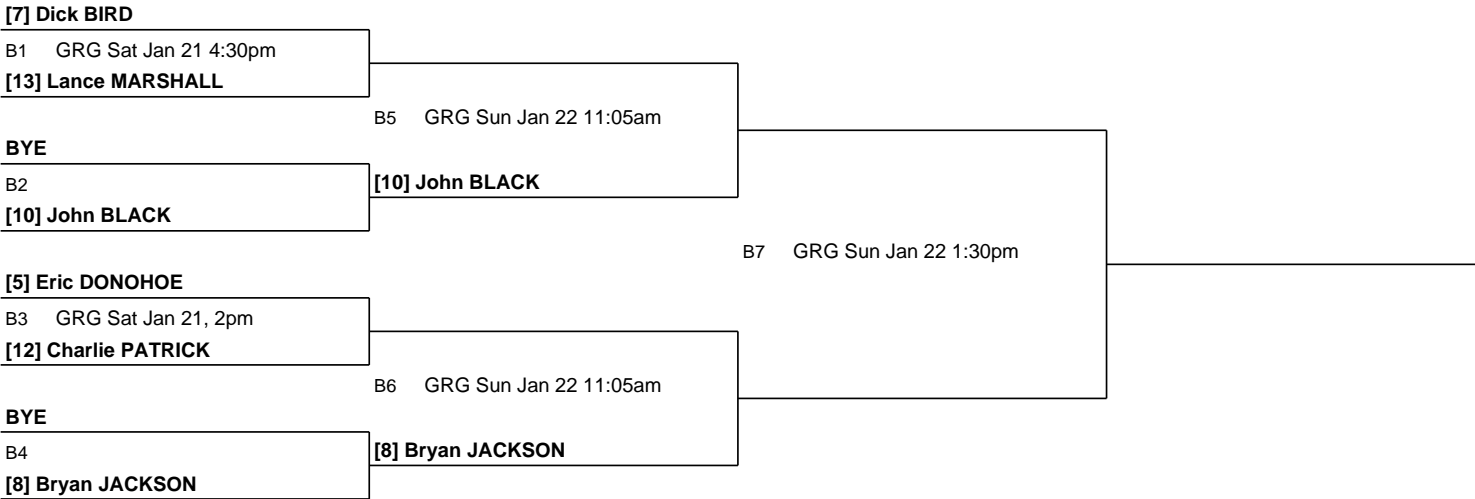 [7] Dick BIRD
B1 GRG Sat Jan 21 4:30pm
[13] Lance MARSHALL
B5 GRG Sun Jan 22 11:05am
BYE
B2
[10] John BLACK
[10] John BLACK
B7 GRG Sun Jan 22 1:30pm
[5] Eric DONOHOE
B3 GRG Sat Jan 21, 2pm
[12] Charlie PATRICK
B6 GRG Sun Jan 22 11:05am
BYE
B4
[8] Bryan JACKSON
[8] Bryan JACKSON